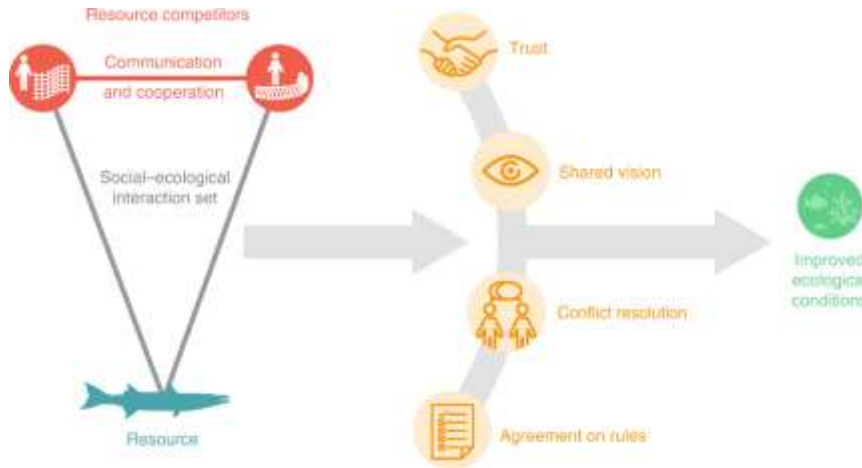 Resource competitors
Communication
and cooperation
Social–ecological
interaction set
Resource
Trust
Shared vision
Conflict resolution
Agreement on rules
Improved
ecological
conditions